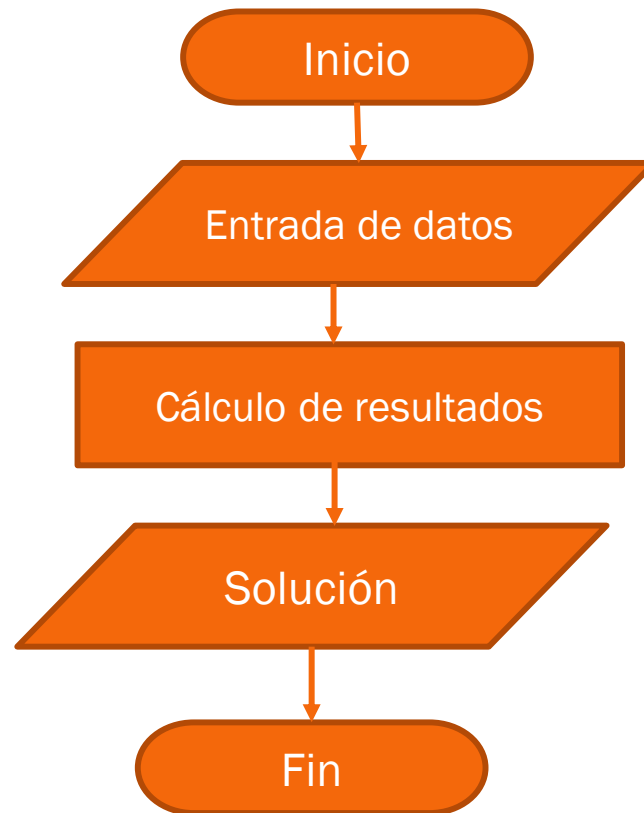 Inicio
Entrada de datos
Cálculo de resultados
Solución
Fin